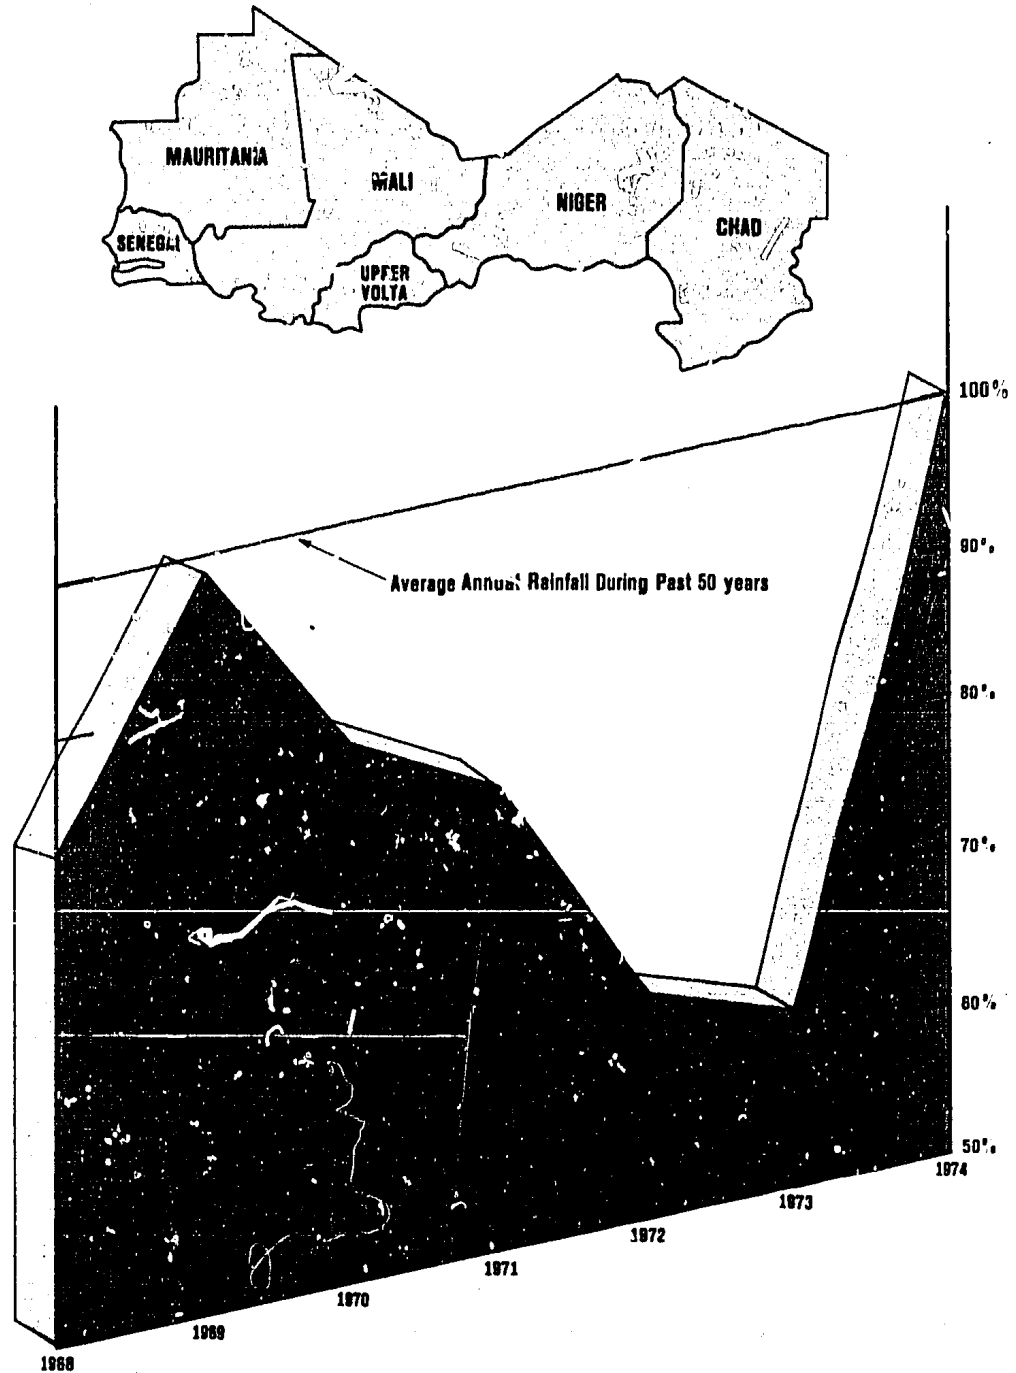 MAURITANIA
MALI
NIGER
CHAD
SENEGAL
UPPER
VOLTA
100%
Average Annual Rainfall During Past 50 years
90%
80%
70%
60%
50%
1974
1973
1972
1971
1970
1969
1968